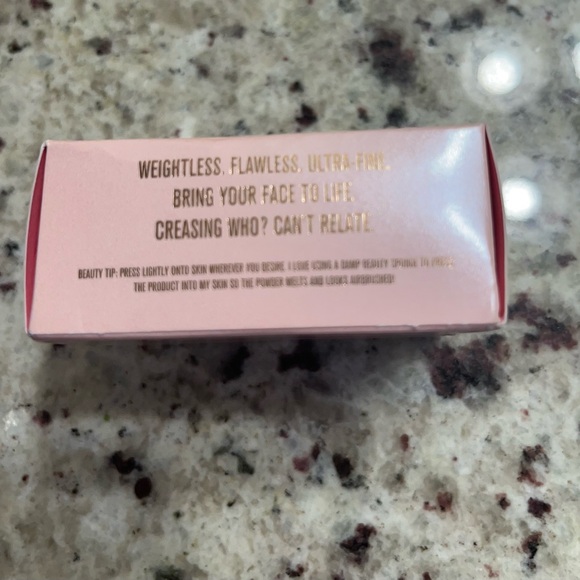 WEIGHTLESS. FLAWLESS. ULTRA-FINE.
BRING YOUR FACE TO LIFE.
CREASING WHO? CAN'T RELATE.
BEAUTY TIP: PRESS LIGHTLY ONTO SKIN WHEREVER YOU DESIRE. I LOVE USING A DAMP BEAUTY SPONGE TO PRESS
THE PRODUCT INTO MY SKIN SO THE POWDER MELTS AND LOOKS AIRBRUSHED!